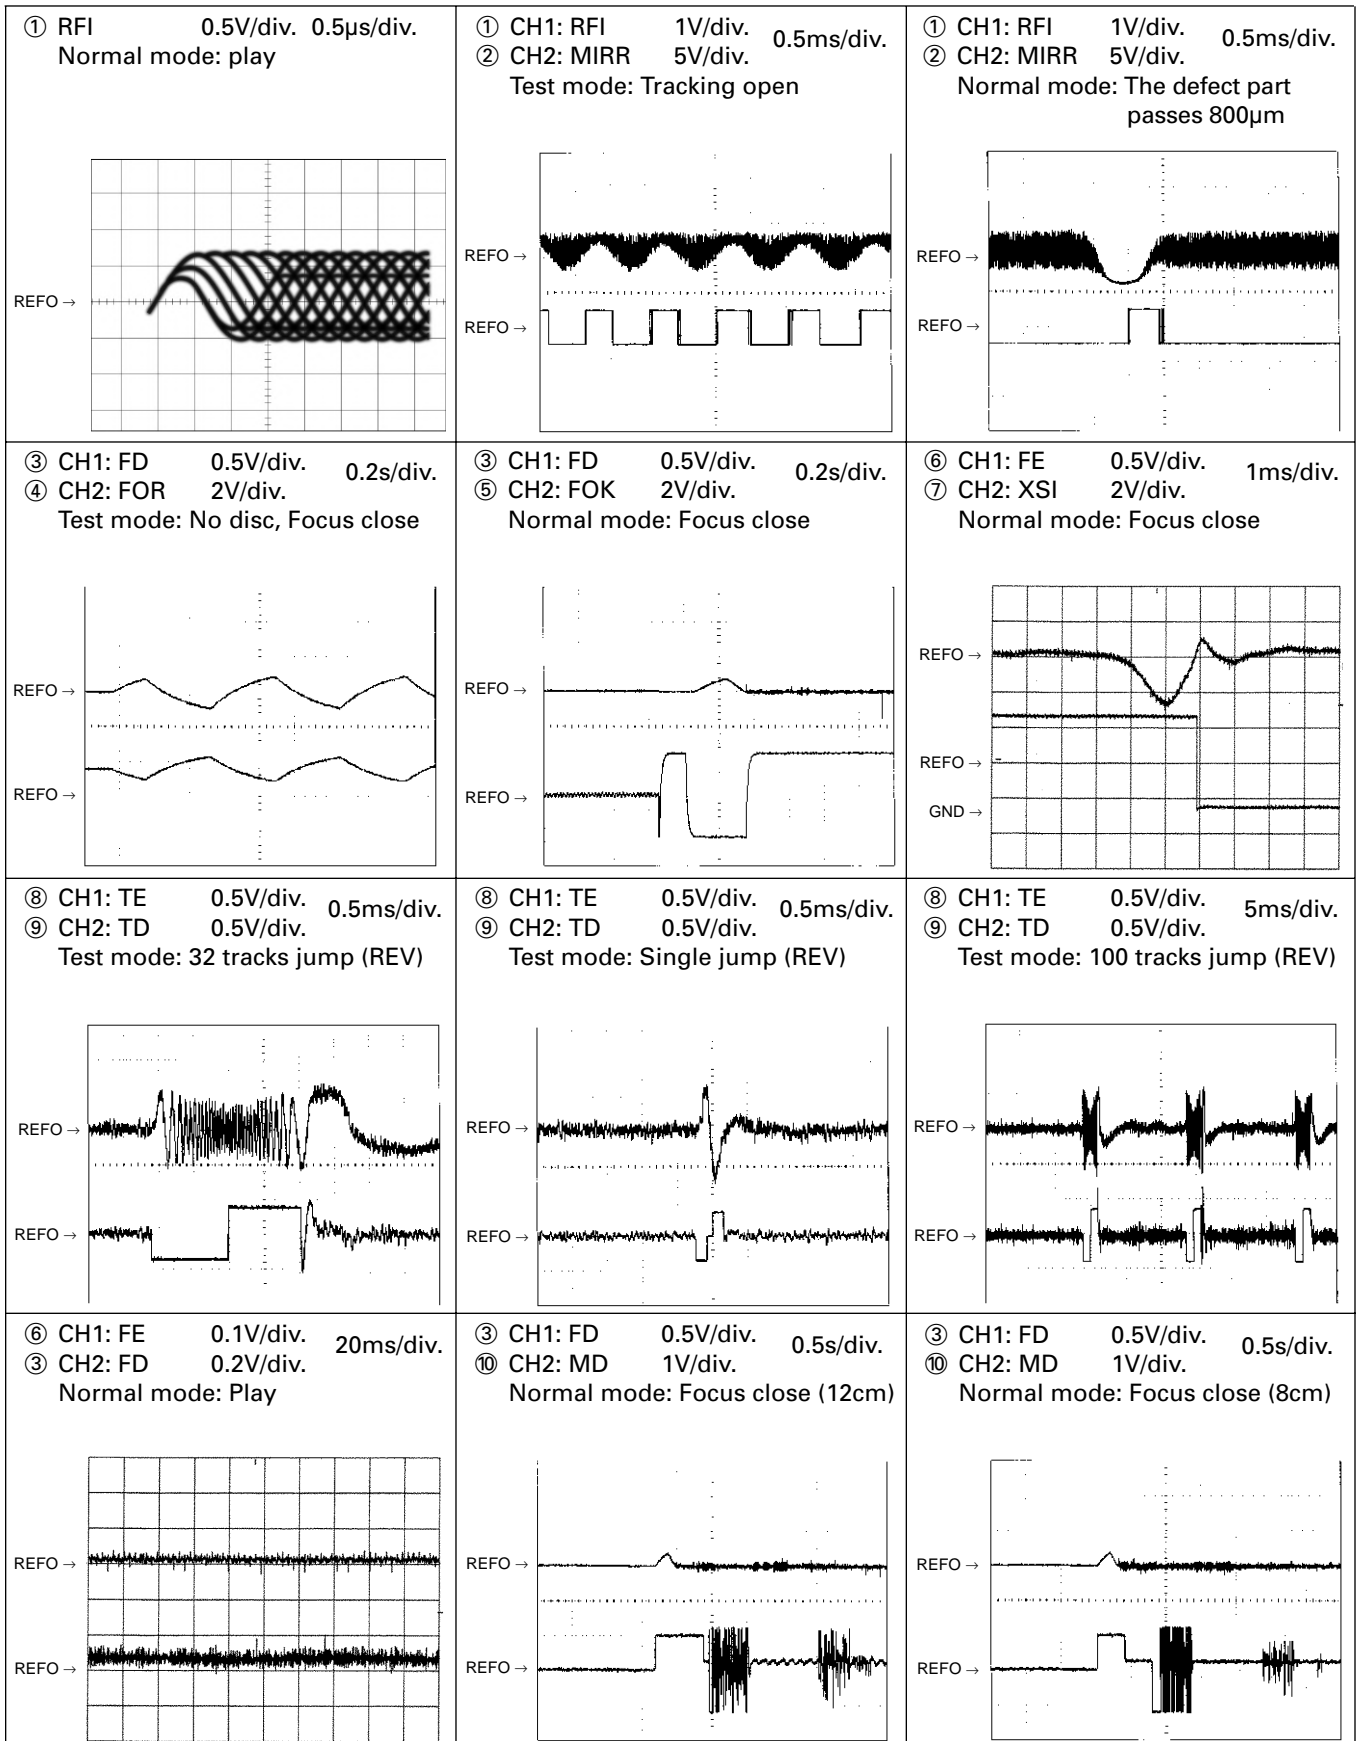 ① RFI 0.5V/div. 0.5µs/div.
Normal mode: play
REFO →
① CH1: RFI 1V/div. 0.5ms/div.
② CH2: MIRR 5V/div.
Test mode: Tracking open
REFO →
REFO →
① CH1: RFI 1V/div. 0.5ms/div.
② CH2: MIRR 5V/div.
Normal mode: The defect part
passes 800µm
REFO →
REFO →
③ CH1: FD 0.5V/div. 0.2s/div.
④ CH2: FOR 2V/div.
Test mode: No disc, Focus close
REFO →
REFO →
③ CH1: FD 0.5V/div. 0.2s/div.
⑤ CH2: FOK 2V/div.
Normal mode: Focus close
REFO →
REFO →
⑥ CH1: FE 0.5V/div. 1ms/div.
⑦ CH2: XSI 2V/div.
Normal mode: Focus close
REFO →
REFO →
GND →
⑧ CH1: TE 0.5V/div. 0.5ms/div.
⑨ CH2: TD 0.5V/div.
Test mode: 32 tracks jump (REV)
REFO →
REFO →
⑧ CH1: TE 0.5V/div. 0.5ms/div.
⑨ CH2: TD 0.5V/div.
Test mode: Single jump (REV)
REFO →
REFO →
⑧ CH1: TE 0.5V/div. 5ms/div.
⑨ CH2: TD 0.5V/div.
Test mode: 100 tracks jump (REV)
REFO →
REFO →
⑥ CH1: FE 0.1V/div. 20ms/div.
③ CH2: FD 0.2V/div.
Normal mode: Play
REFO →
REFO →
③ CH1: FD 0.5V/div. 0.5s/div.
⑩ CH2: MD 1V/div.
Normal mode: Focus close (12cm)
REFO →
REFO →
③ CH1: FD 0.5V/div. 0.5s/div.
⑩ CH2: MD 1V/div.
Normal mode: Focus close (8cm)
REFO →
REFO →